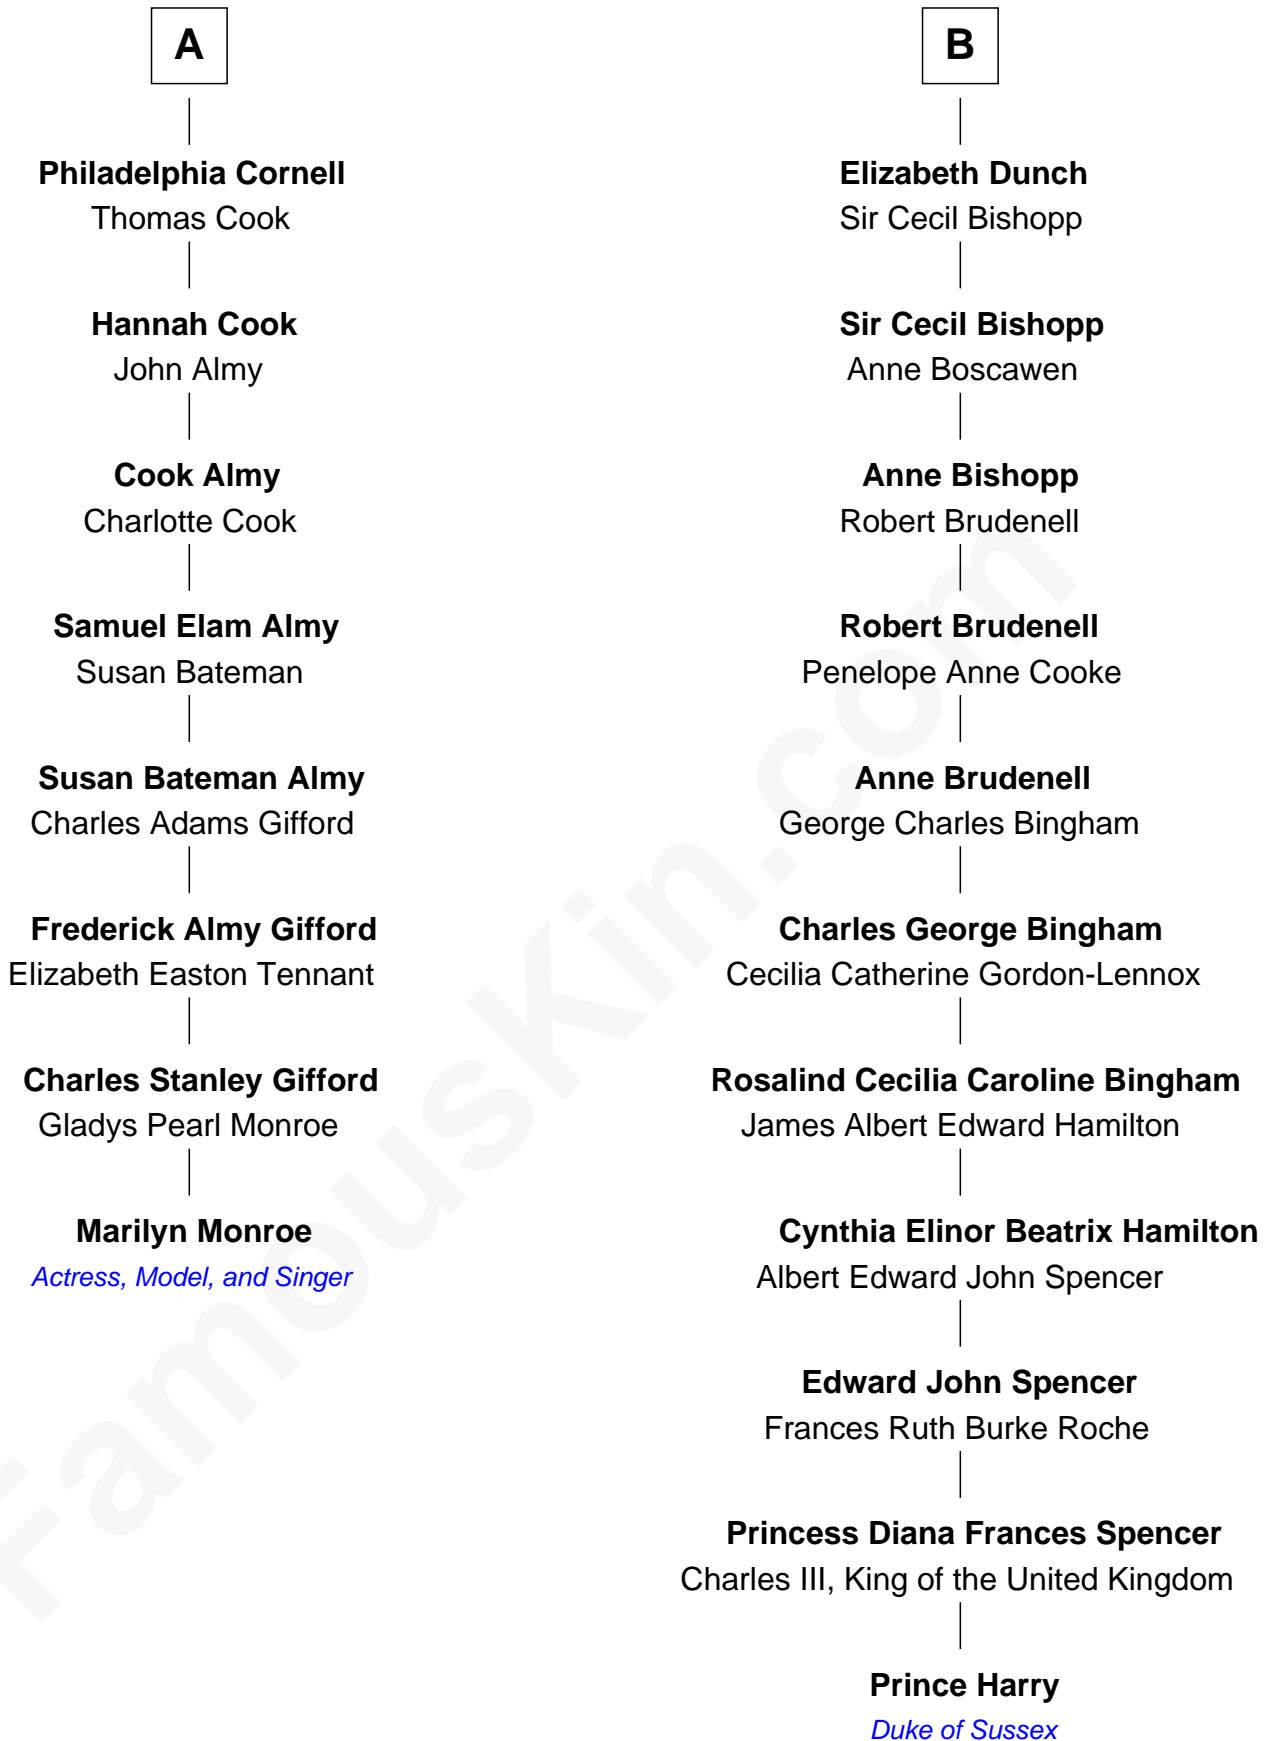 A
Philadelphia Cornell
Thomas Cook
Hannah Cook
John Almy
Cook Almy
Charlotte Cook
Samuel Elam Almy
Susan Bateman
Susan Bateman Almy
Charles Adams Gifford
Frederick Almy Gifford
Elizabeth Easton Tennant
Charles Stanley Gifford
Gladys Pearl Monroe
Marilyn Monroe
Actress, Model, and Singer
B
Elizabeth Dunch
Sir Cecil Bishopp
Sir Cecil Bishopp
Anne Boscawen
Anne Bishopp
Robert Brudenell
Robert Brudenell
Penelope Anne Cooke
Anne Brudenell
George Charles Bingham
Charles George Bingham
Cecilia Catherine Gordon-Lennox
Rosalind Cecilia Caroline Bingham
James Albert Edward Hamilton
Cynthia Elinor Beatrix Hamilton
Albert Edward John Spencer
Edward John Spencer
Frances Ruth Burke Roche
Princess Diana Frances Spencer
Charles III, King of the United Kingdom
Prince Harry
Duke of Sussex
FamousKin.com